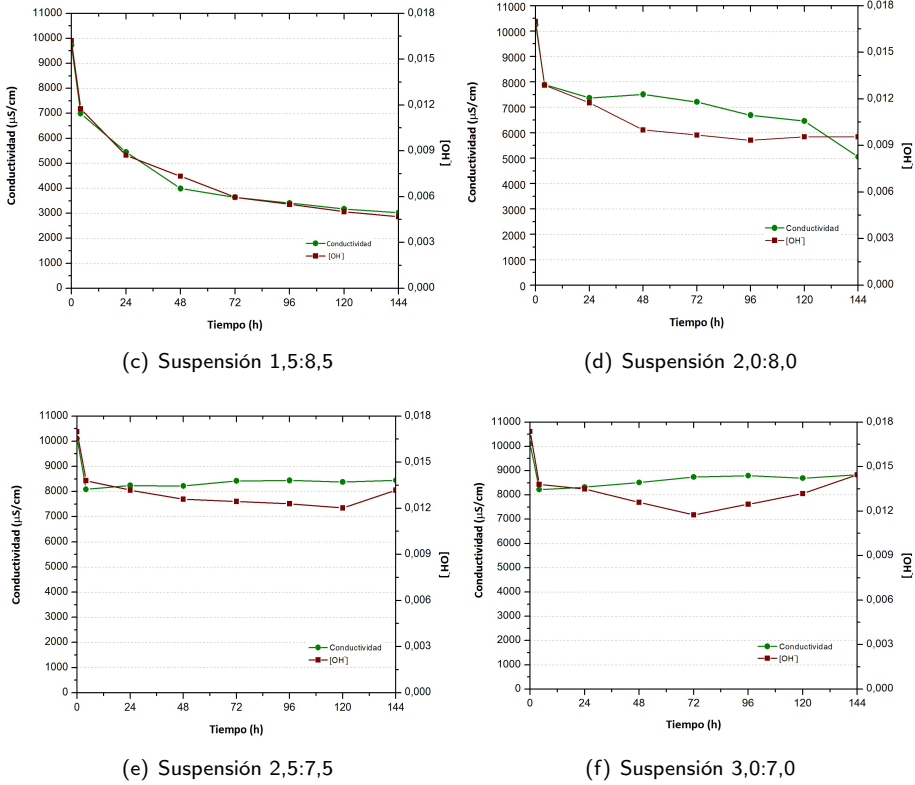 11000
10000
9000
8000
7000
6000
5000
4000
3000
2000
1000
0
Conductividad (µS/cm)
0,018
0,015
0,012
0,009
0,006
0,003
0,000
[OH-]
Conductividad
[OH-]
0 24 48 72 96 120 144
Tiempo (h)
(c) Suspensión 1,5:8,5
11000
10000
9000
8000
7000
6000
5000
4000
3000
2000
1000
0
Conductividad (µS/cm)
0,018
0,015
0,012
0,009
0,006
0,003
0,000
[OH-]
Conductividad
[OH-]
0 24 48 72 96 120 144
Tiempo (h)
(d) Suspensión 2,0:8,0
11000
10000
9000
8000
7000
6000
5000
4000
3000
2000
1000
0
Conductividad (µS/cm)
0,018
0,015
0,012
0,009
0,006
0,003
0,000
[OH-]
Conductividad
[OH-]
0 24 48 72 96 120 144
Tiempo (h)
(e) Suspensión 2,5:7,5
11000
10000
9000
8000
7000
6000
5000
4000
3000
2000
1000
0
Conductividad (µS/cm)
0,018
0,015
0,012
0,009
0,006
0,003
0,000
[OH-]
Conductividad
[OH-]
0 24 48 72 96 120 144
Tiempo (h)
(f) Suspensión 3,0:7,0